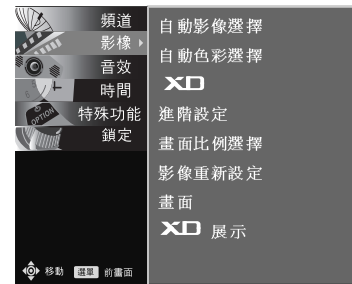 頻道
影像
音效
時間
特殊功能
OPTION
鎖定
移動 選單 前畫面
自動影像選擇
自動色彩選擇
XD
進階設定
畫面比例選擇
影像重新設定
畫面
XD 展示